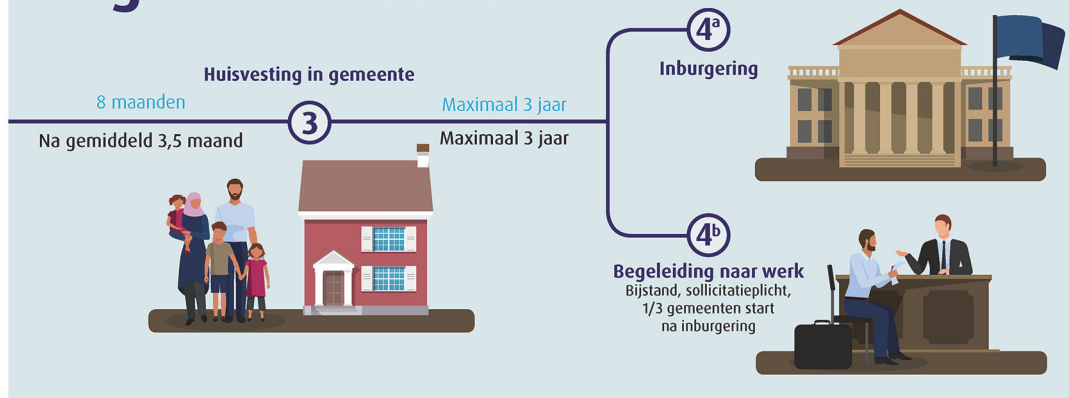 Huisvesting in gemeente
8 maanden
3
Na gemiddeld 3,5 maand
Maximaal 3 jaar
Maximaal 3 jaar
4a
Inburgering
4b
Begeleiding naar werk
Bijstand, sollicitatieplicht,
1/3 gemeenten start
na inburgering